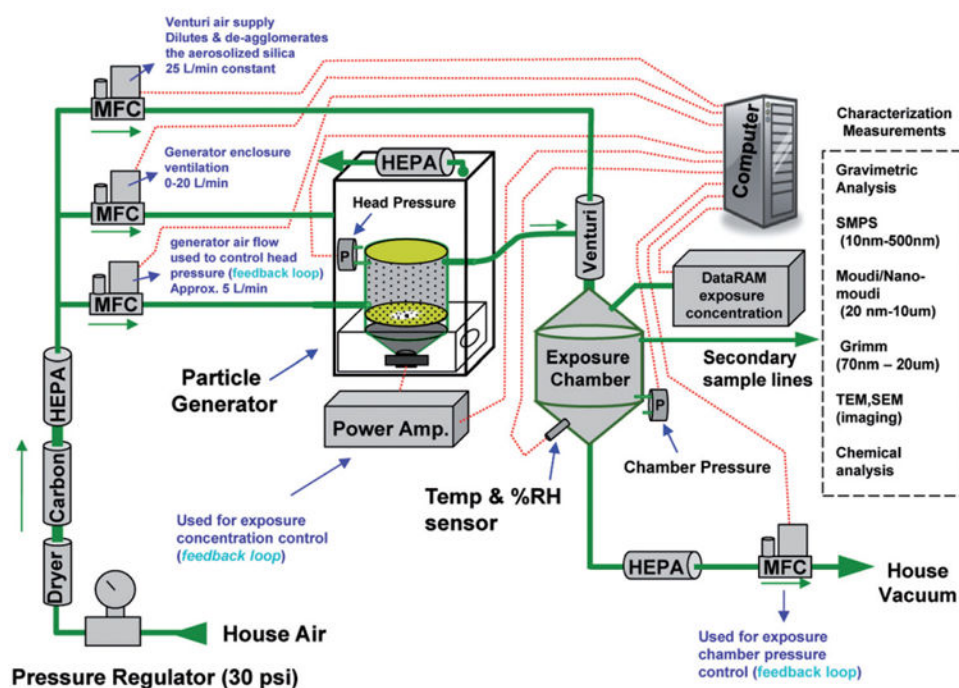 Venturi air supply
Dilutes & de-agglomerates
the aerosolized silica
25 L/min constant
MFC
Generator enclosure
ventilation
0-20 L/min
MFC
HEPA
Head Pressure
P
generator air flow
used to control head
pressure (feedback loop)
Approx. 5 L/min
MFC
Venturi
Computer
Characterization
Measurements
Gravimetric
Analysis
SMPS
(10nm-500nm)
Moudi/Nano-
moudi
(20 nm-10um)
Grimm
(70nm – 20um)
TEM,SEM
(imaging)
Chemical
analysis
DataRAM
exposure
concentration)
Secondary
sample lines
Exposure
Chamber
P
Chamber Pressure
Particle
Generator
Power Amp.
Temp & %RH
sensor
Used for exposure
concentration control
(feedback loop)
HEPA
Carbon
Dryer
House Air
Pressure Regulator (30 psi)
HEPA
MFC
House
Vacuum
Used for exposure
chamber pressure
control (feedback loop)